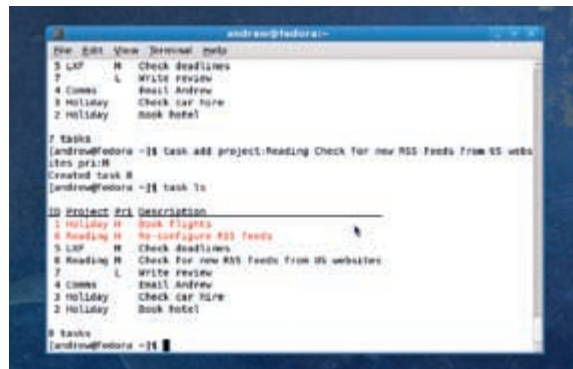 andrew@fedora:~
File Edit View Terminal Help
5 LXF M Check deadlines
7 L Write review
4 Comms Email Andrew
3 Holiday Check car hire
2 Holiday Book hotel
7 tasks
[andrew@fedora ~]$ task add project:Reading Check for new RSS feeds from US webs
ites pri:M
Created task 8
[andrew@fedora ~]$ task ls
ID Project Pri Description
1 Holiday H Book flights
6 Reading H Re-configure RSS feeds
5 LXF M Check deadlines
8 Reading M Check for new RSS feeds from US websites
7 L Write review
4 Comms Email Andrew
3 Holiday Check car hire
2 Holiday Book hotel
8 tasks
[andrew@fedora ~]$